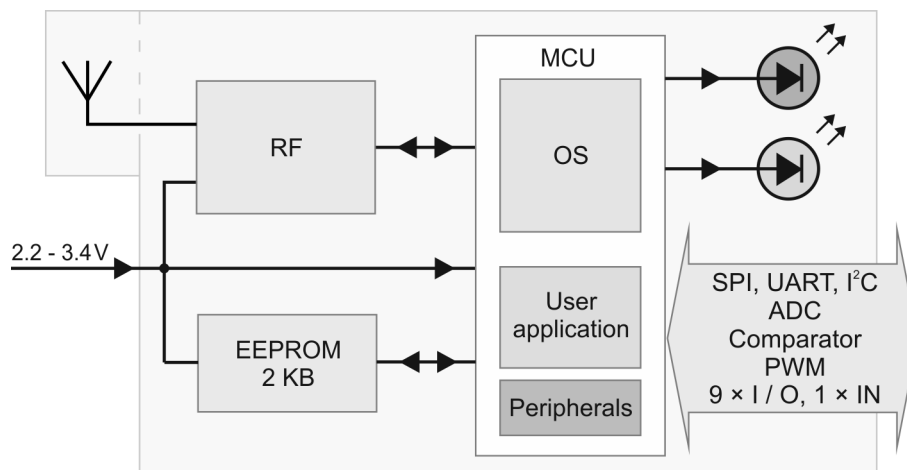 MCU
RF
OS
2.2 - 3.4 V
SPI, UART, I²C
ADC
Comparator
PWM
9 × I / O, 1 × IN
User
application
EEPROM
2 KB
Peripherals